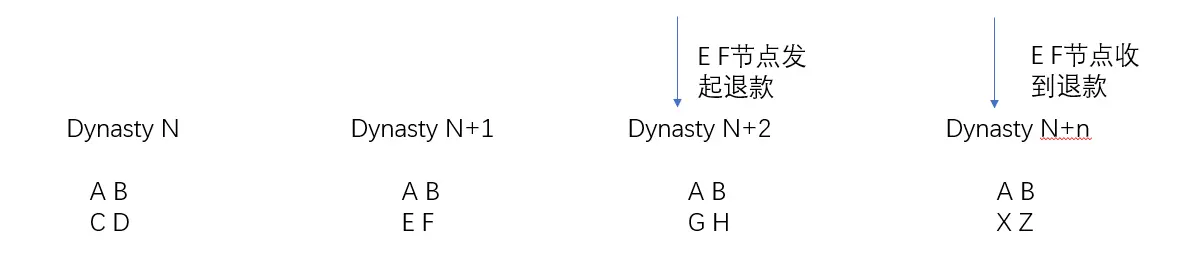 E F节点发
起退款
E F节点收
到退款
Dynasty N
Dynasty N+1
Dynasty N+2
Dynasty N+n
A B
C D
A B
E F
A B
G H
A B
X Z